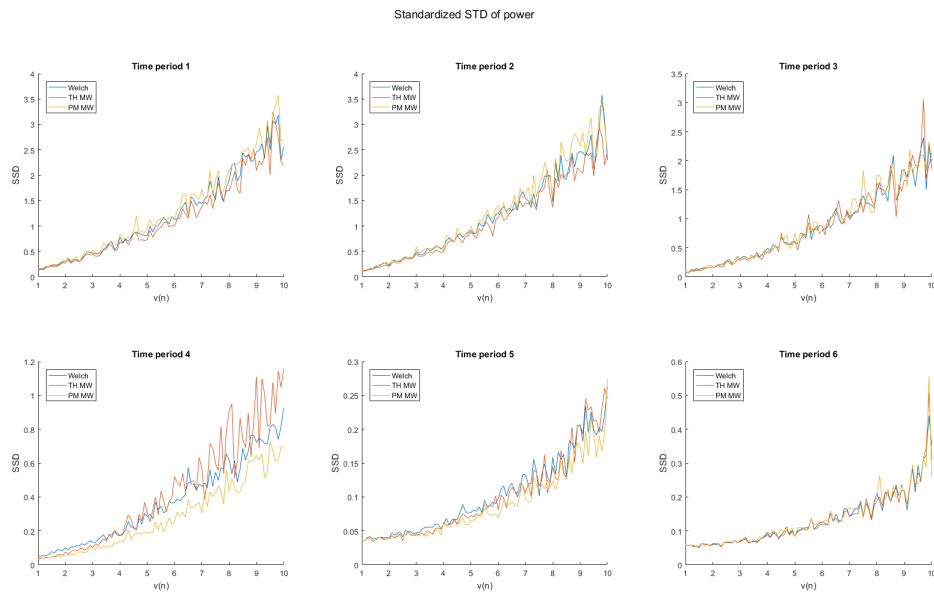 Standardized STD of power
Time period 1
4
3.5
3
2.5
2
1.5
1
0.5
0
SSD
Welch
TH MW
PM MW
1 2 3 4 5 6 7 8 9 10
v(n)
Time period 2
4
3.5
3
2.5
2
1.5
1
0.5
0
SSD
Welch
TH MW
PM MW
1 2 3 4 5 6 7 8 9 10
v(n)
Time period 3
3.5
3
2.5
2
1.5
1
0.5
0
SSD
Welch
TH MW
PM MW
1 2 3 4 5 6 7 8 9 10
v(n)
Time period 4
1.2
1
0.8
0.6
0.4
0.2
0
SSD
Welch
TH MW
PM MW
1 2 3 4 5 6 7 8 9 10
v(n)
Time period 5
0.3
0.25
0.2
0.15
0.1
0.05
0
SSD
Welch
TH MW
PM MW
1 2 3 4 5 6 7 8 9 10
v(n)
Time period 6
0.6
0.5
0.4
0.3
0.2
0.1
0
SSD
Welch
TH MW
PM MW
1 2 3 4 5 6 7 8 9 10
v(n)